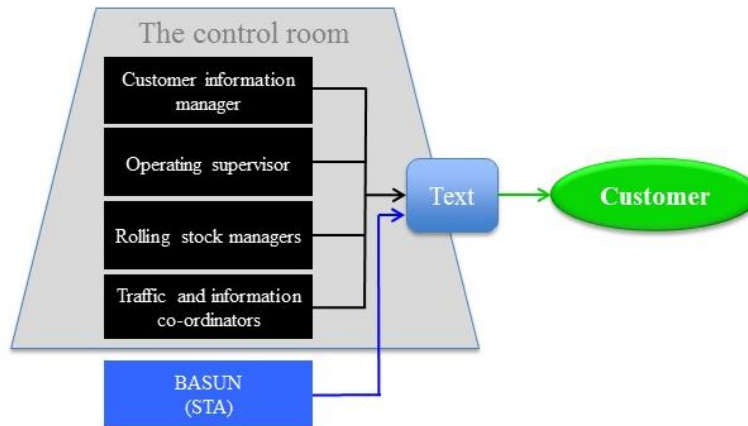 The control room
Customer information
manager
Operating supervisor
Rolling stock managers
Traffic and information
co-ordinators
BASUN
(STA)
Text
Customer